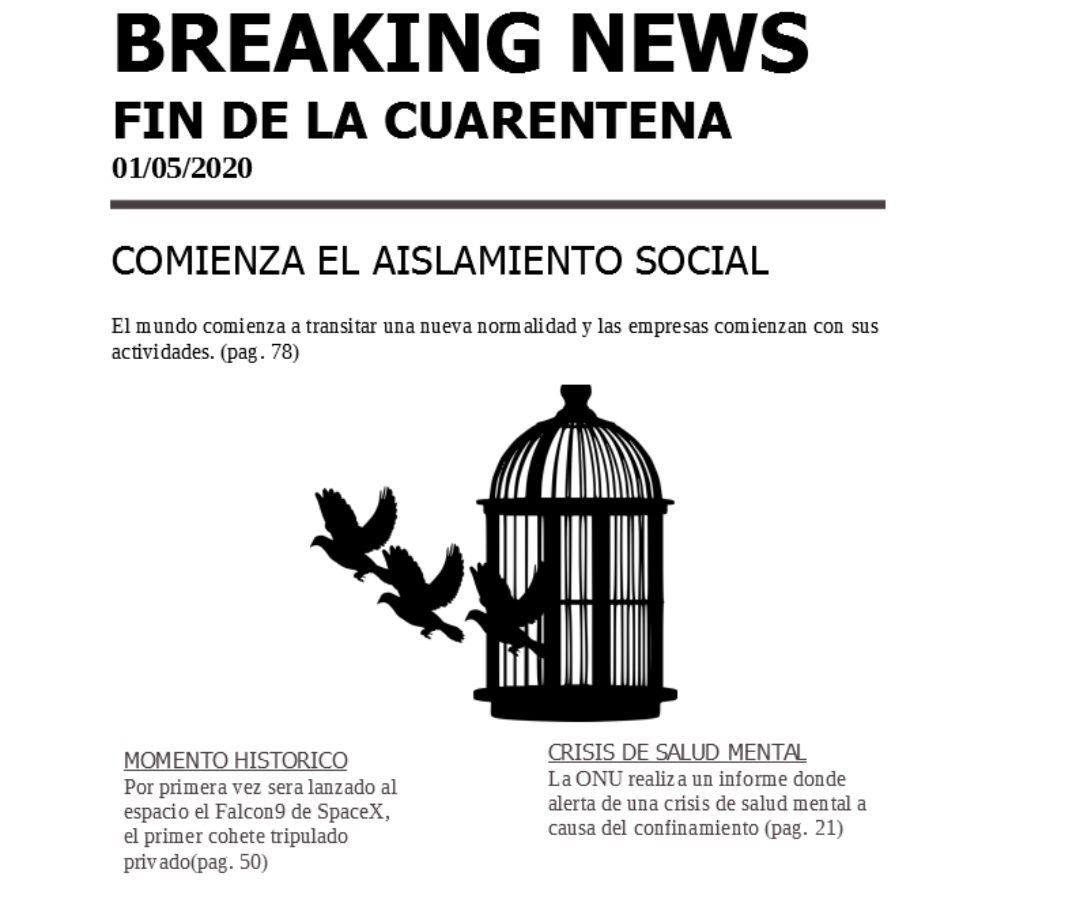 BREAKING NEWS
FIN DE LA CUARENTENA
01/05/2020
COMIENZA EL AISLAMIENTO SOCIAL
El mundo comienza a transitar una nueva normalidad y las empresas comienzan con sus
actividades. (pag. 78)
MOMENTO HISTORICO
Por primera vez sera lanzado al
espacio el Falcon9 de SpaceX,
el primer cohete tripulado
privado(pag. 50)
CRISIS DE SALUD MENTAL
La ONU realiza un informe donde
alerta de una crisis de salud mental a
causa del confinamiento (pag. 21)